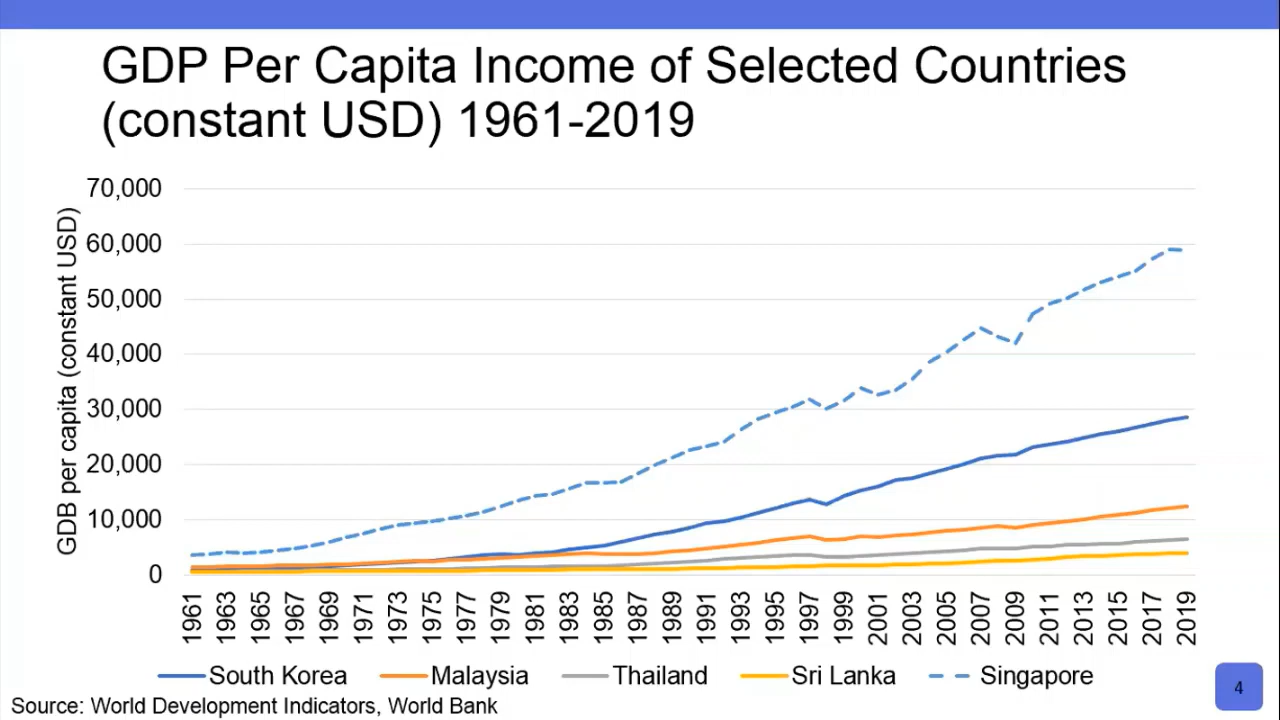 GDP Per Capita Income of Selected Countries
(constant USD) 1961-2019
GDB per capita (constant USD)
70,000
60,000
50,000
40,000
30,000
20,000
10,000
0
1961 1963 1965 1967 1969 1971 1973 1975 1977 1979 1981 1983 1985 1987 1989 1991 1993 1995 1997 1999 2001 2003 2005 2007 2009 2011 2013 2015 2017 2019
South Korea Malaysia Thailand Sri Lanka Singapore
4
Source: World Development Indicators, World Bank